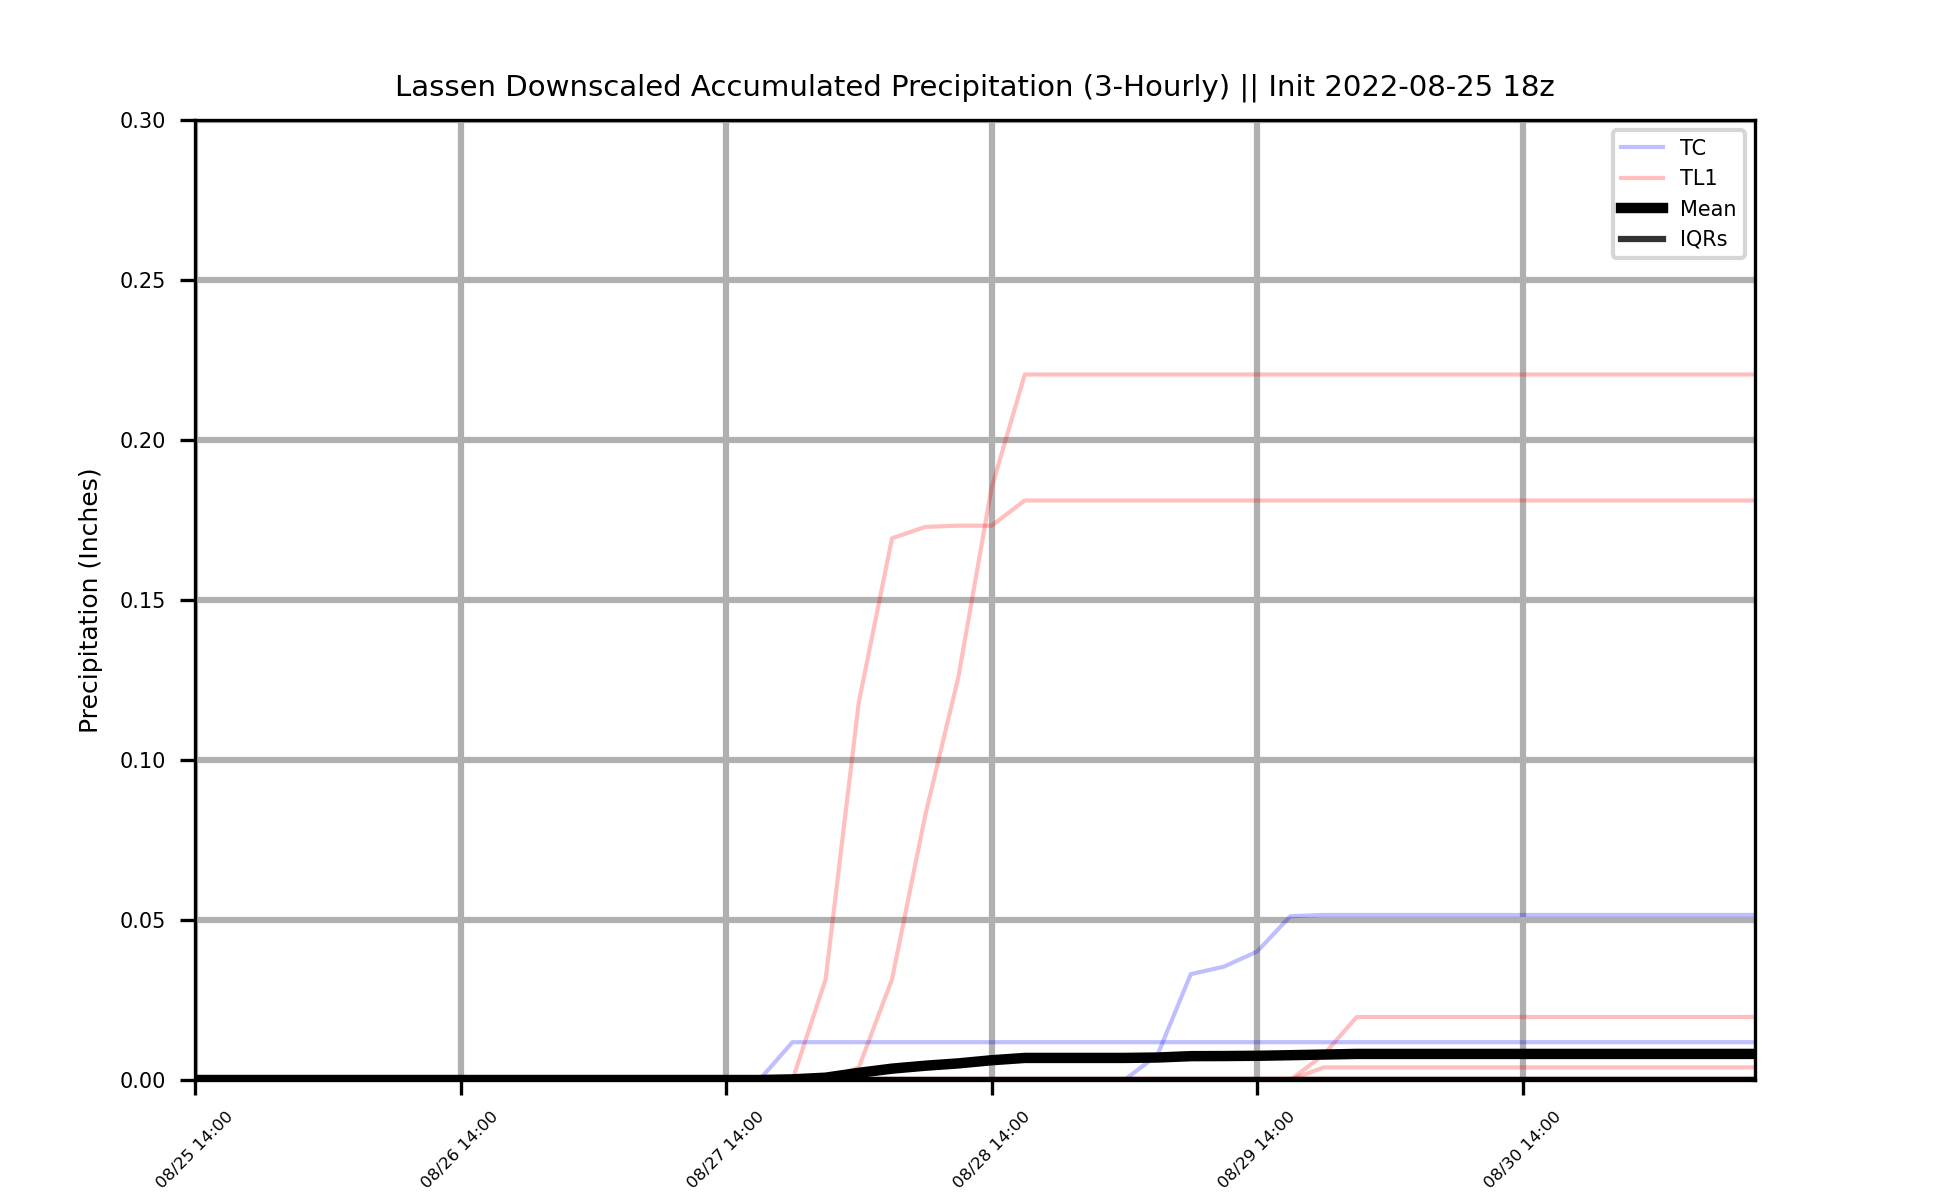 Lassen Downscaled Accumulated Precipitation (3-Hourly) || Init 2022-08-25 18z
TC
TL1
Mean
IQRs
Precipitation (Inches)
0.30
0.25
0.20
0.15
0.10
0.05
0.00
08/25 14:00
08/26 14:00
08/27 14:00
08/28 14:00
08/29 14:00
08/30 14:00